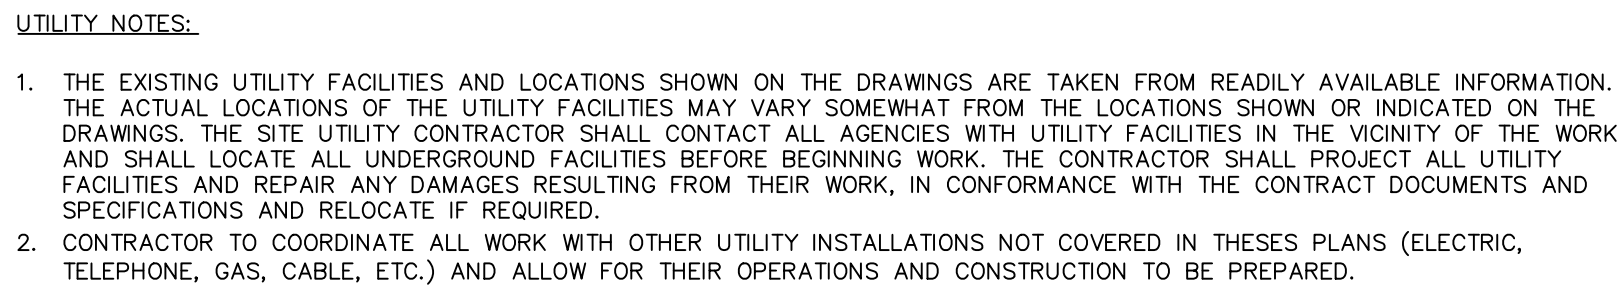 UTILITY NOTES:
1. THE EXISTING UTILITY FACILITIES AND LOCATIONS SHOWN ON THE DRAWINGS ARE TAKEN FROM READILY AVAILABLE INFORMATION.
THE ACTUAL LOCATIONS OF THE UTILITY FACILITIES MAY VARY SOMEWHAT FROM THE LOCATIONS SHOWN OR INDICATED ON THE
DRAWINGS. THE SITE UTILITY CONTRACTOR SHALL CONTACT ALL AGENCIES WITH UTILITY FACILITIES IN THE VICINITY OF THE WORK
AND SHALL LOCATE ALL UNDERGROUND FACILITIES BEFORE BEGINNING WORK. THE CONTRACTOR SHALL PROJECT ALL UTILITY
FACILITIES AND REPAIR ANY DAMAGES RESULTING FROM THEIR WORK, IN CONFORMANCE WITH THE CONTRACT DOCUMENTS AND
SPECIFICATIONS AND RELOCATE IF REQUIRED.
2. CONTRACTOR TO COORDINATE ALL WORK WITH OTHER UTILITY INSTALLATIONS NOT COVERED IN THESES PLANS (ELECTRIC,
TELEPHONE, GAS, CABLE, ETC.) AND ALLOW FOR THEIR OPERATIONS AND CONSTRUCTION TO BE PREPARED.